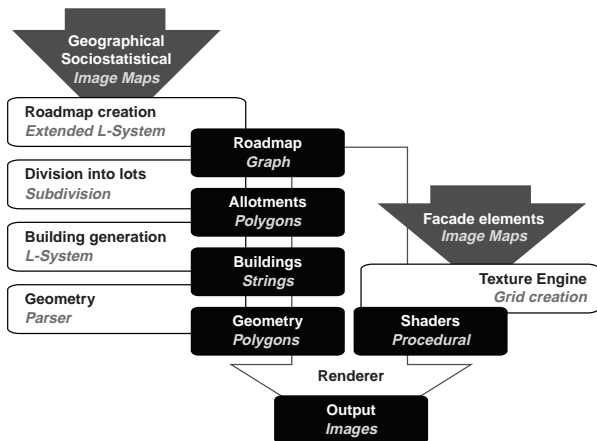 Geographical
Sociostatistical
Image Maps
Roadmap creation
Extended L-System
Roadmap
Graph
Division into lots
Subdivision
Allotments
Polygons
Facade elements
Image Maps
Building generation
L-System
Buildings
Strings
Texture Engine
Grid creation
Geometry
Parser
Geometry
Polygons
Shaders
Procedural
Renderer
Output
Images